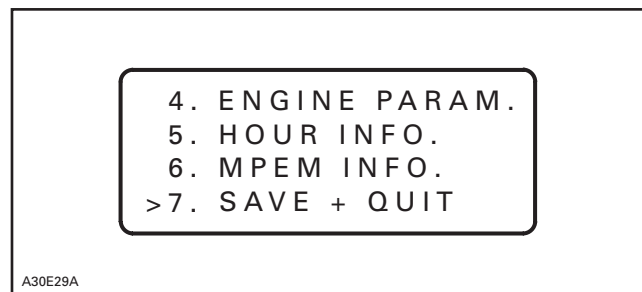 4. ENGINE PARAM.
5. HOUR INFO.
6. MPEM INFO.
>7. SAVE + QUIT
A30E29A